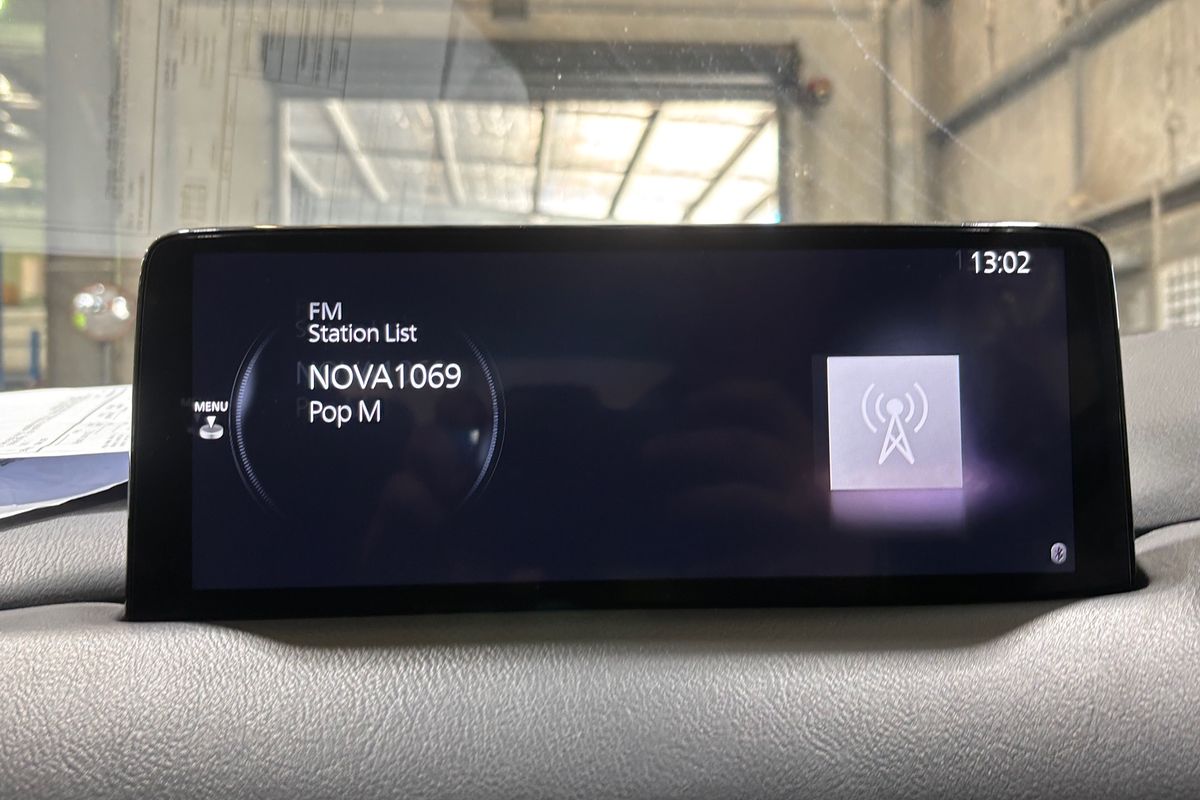 13:02
FM
Station List
NOVA1069
Pop M
MENU